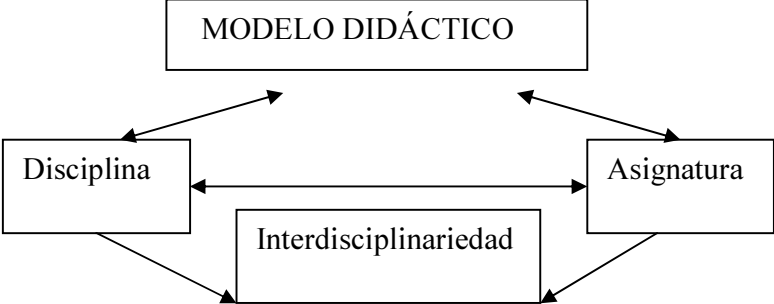 MODELO DIDÁCTICO
Disciplina
Asignatura
Interdisciplinariedad